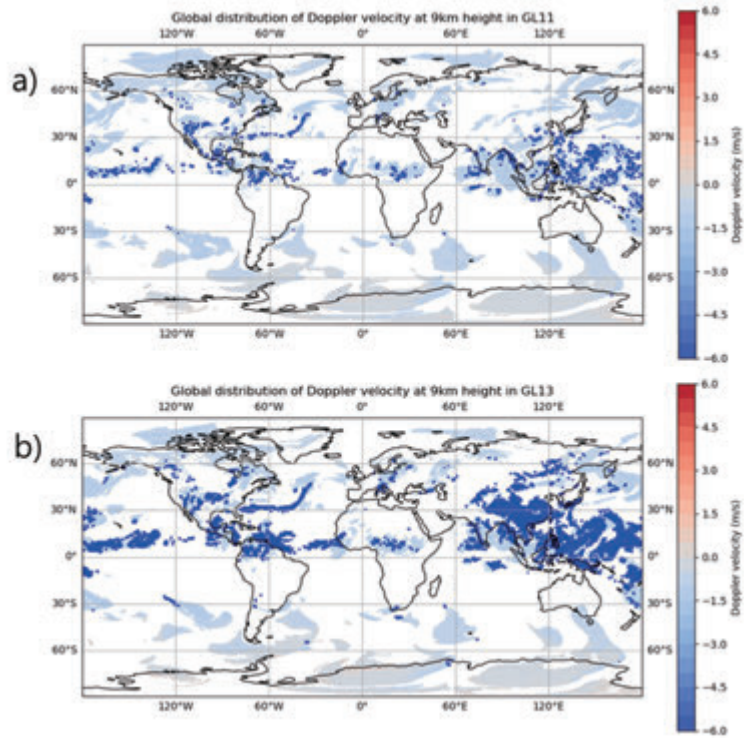 a)
Global distribution of Doppler velocity at 9km height in GL11
120°W 60°W 0° 60°E 120°E
60°N 60°N
30°N 30°N
0° 0°
30°S 30°S
60°S 60°S
120°W 60°W 0° 60°E 120°E
6.0
4.5
3.0
1.5
0.0
−1.5
−3.0
−4.5
−6.0
Doppler velocity (m/s)
b)
Global distribution of Doppler velocity at 9km height in GL13
120°W 60°W 0° 60°E 120°E
60°N 60°N
30°N 30°N
0° 0°
30°S 30°S
60°S 60°S
120°W 60°W 0° 60°E 120°E
6.0
4.5
3.0
1.5
0.0
−1.5
−3.0
−4.5
−6.0
Doppler velocity (m/s)